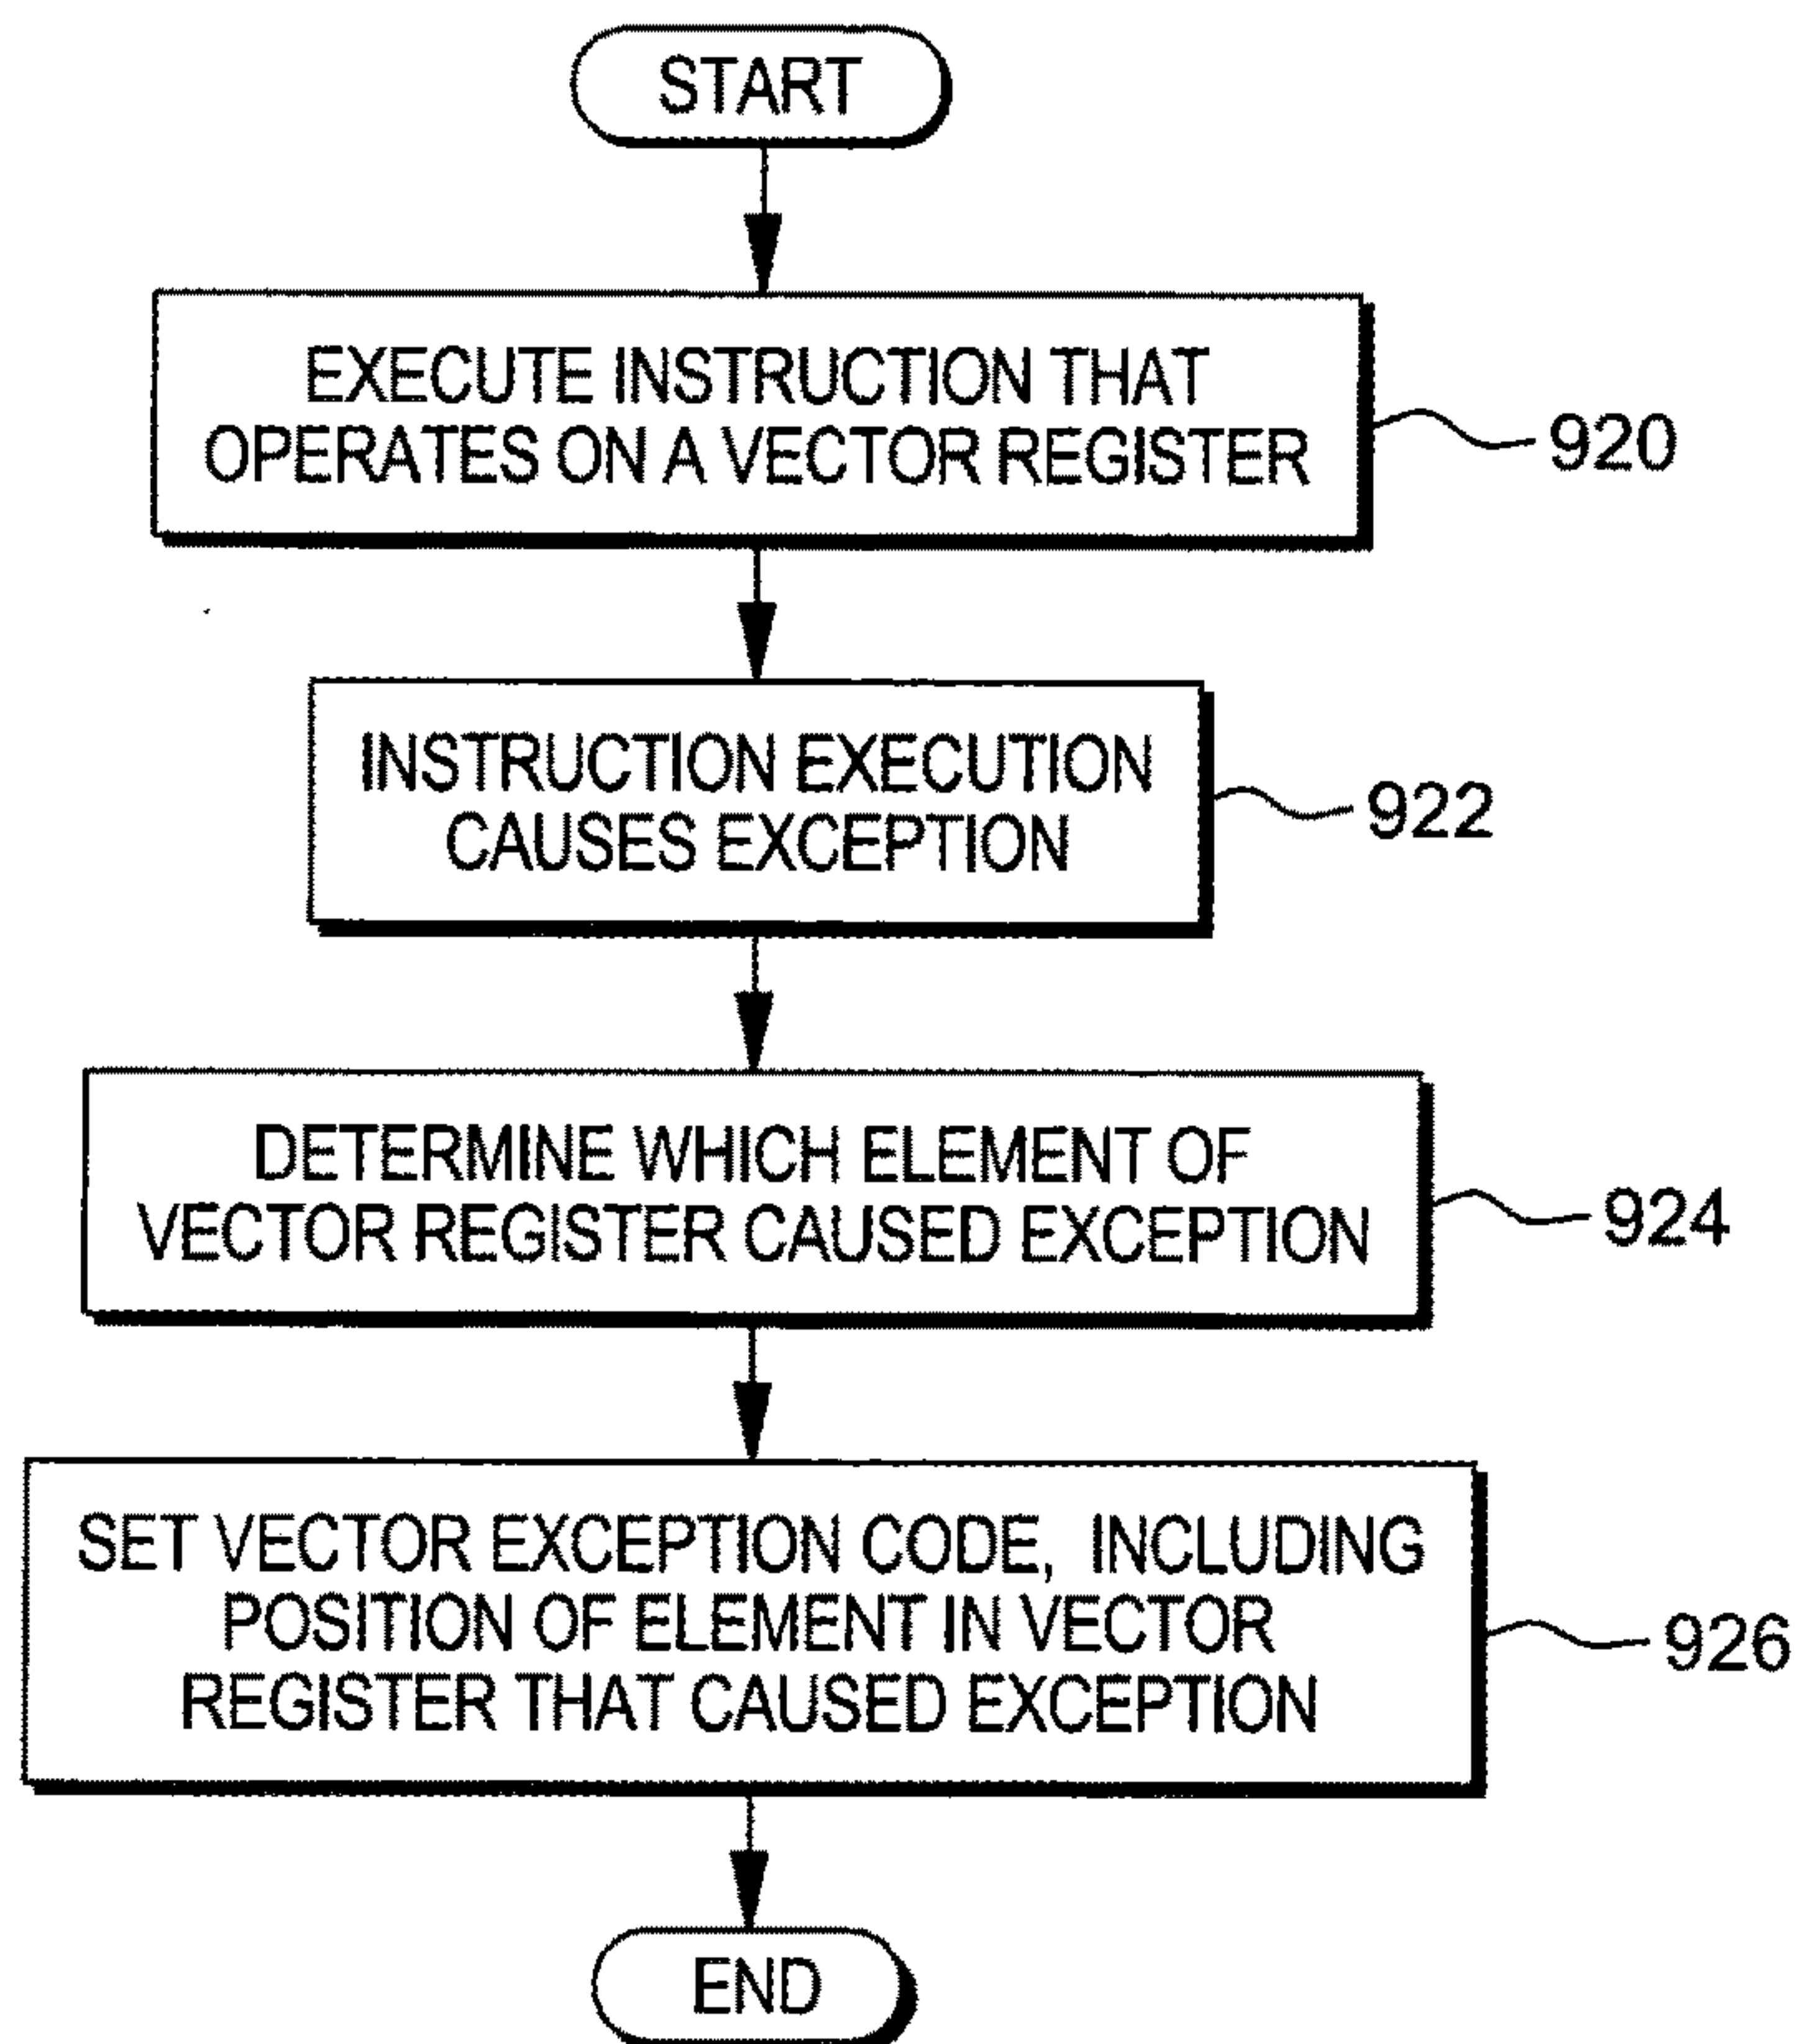 START
EXECUTE INSTRUCTION THAT
OPERATES ON A VECTOR REGISTER
920
INSTRUCTION EXECUTION
CAUSES EXCEPTION
922
DETERMINE WHICH ELEMENT OF
VECTOR REGISTER CAUSED EXCEPTION
924
SET VECTOR EXCEPTION CODE, INCLUDING
POSITION OF ELEMENT IN VECTOR
REGISTER THAT CAUSED EXCEPTION
926
END